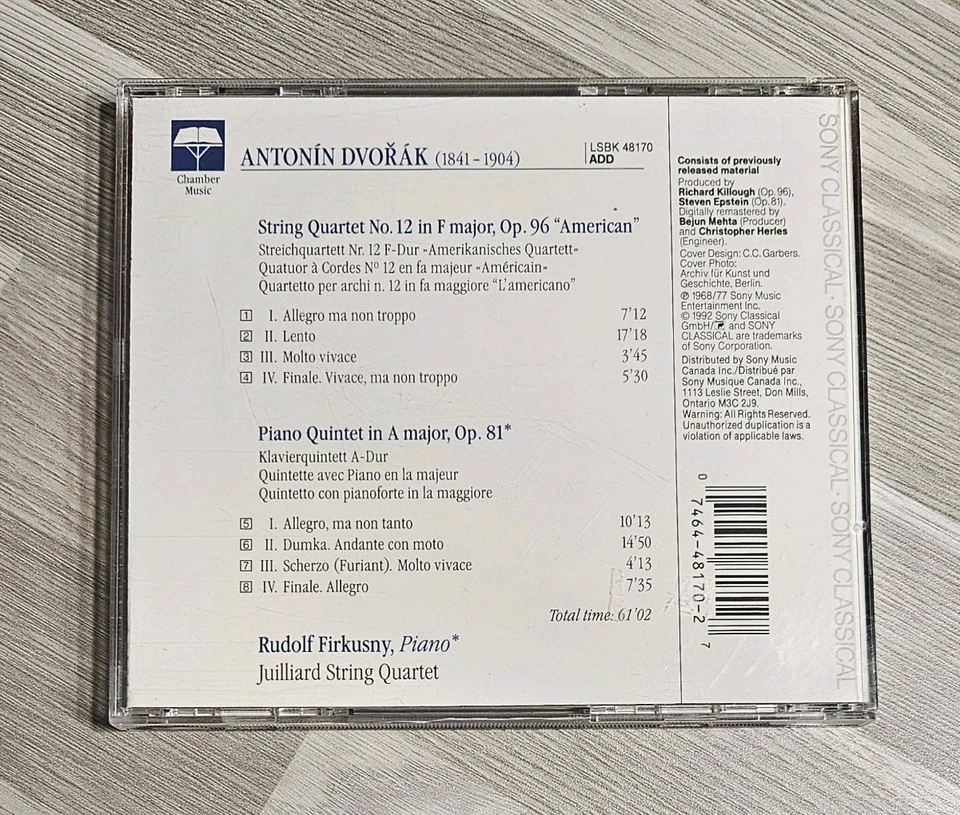 Chamber
Music
ANTONÍN DVOŘÁK (1841–1904)
LSBK 48170
ADD
String Quartet No. 12 in F major, Op. 96 “American”
Streichquartett Nr. 12 F-Dur »Amerikanisches Quartett«
Quatuor à Cordes Nº 12 en fa majeur «Américain»
Quartetto per archi n. 12 in fa maggiore “L’americano”
1 I. Allegro ma non troppo 7’12
2 II. Lento 17’18
3 III. Molto vivace 3’45
4 IV. Finale. Vivace, ma non troppo 5’30
Piano Quintet in A major, Op. 81*
Klavierquintett A-Dur
Quintette avec Piano en la majeur
Quintetto con pianoforte in la maggiore
5 I. Allegro, ma non tanto 10’13
6 II. Dumka. Andante con moto 14’50
7 III. Scherzo (Furiant). Molto vivace 4’13
8 IV. Finale. Allegro 7’35
Total time: 61’02
Rudolf Firkusny, Piano*
Juilliard String Quartet
Consists of previously
released material
Produced by
Richard Killough (Op. 96),
Steven Epstein (Op. 81).
Digitally remastered by
Bejun Mehta (Producer)
and Christopher Herles
(Engineer).
Cover Design: C.C. Garbers.
Cover Photo:
Archiv für Kunst und
Geschichte, Berlin.
℗ 1968/77 Sony Music
Entertainment Inc.
© 1992 Sony Classical
GmbH/ and SONY
CLASSICAL are trademarks
of Sony Corporation.
Distributed by Sony Music
Canada Inc./Distribué par
Sony Musique Canada Inc.,
1113 Leslie Street, Don Mills,
Ontario M3C 2J9.
Warning: All Rights Reserved.
Unauthorized duplication is a
violation of applicable laws.
0 7464-48170-2 7
SONY CLASSICAL · SONY CLASSICAL · SONY CLASSICAL